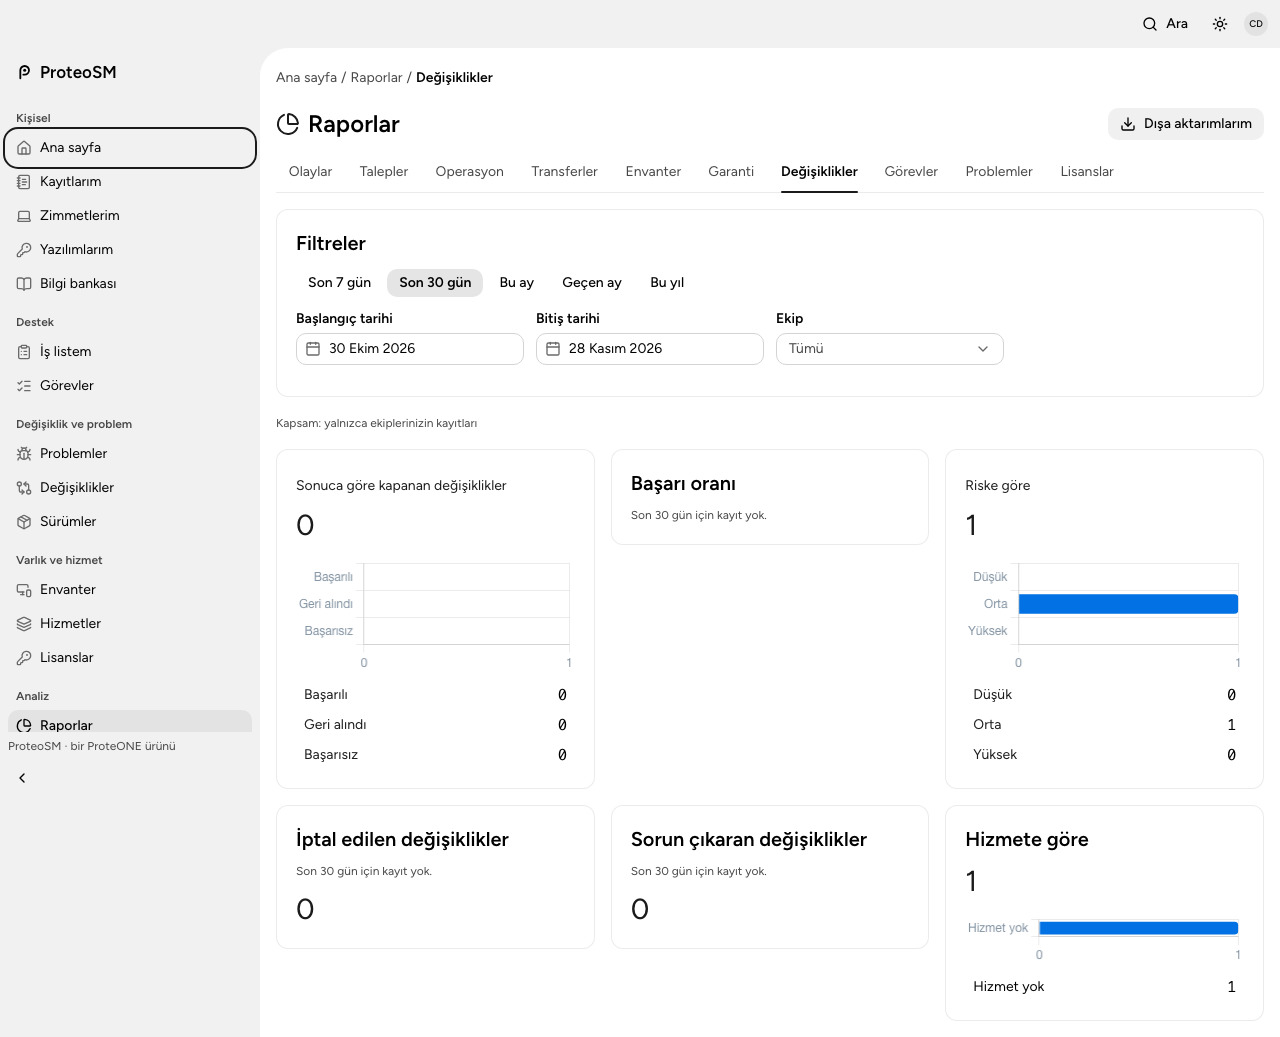 Ara
CD
ProteoSM
Kişisel
Ana sayfa
Kayıtlarım
Zimmetlerim
Yazılımlarım
Bilgi bankası
Destek
İş listem
Görevler
Değişiklik ve problem
Problemler
Değişiklikler
Sürümler
Varlık ve hizmet
Envanter
Hizmetler
Lisanslar
Analiz
Raporlar
ProteoSM · bir ProteONE ürünü
Ana sayfa / Raporlar / Değişiklikler
Raporlar
Dışa aktarımlarım
Olaylar Talepler Operasyon Transferler Envanter Garanti Değişiklikler Görevler Problemler Lisanslar
Filtreler
Son 7 gün Son 30 gün Bu ay Geçen ay Bu yıl
Başlangıç tarihi Bitiş tarihi Ekip
30 Ekim 2026 28 Kasım 2026 Tümü
Kapsam: yalnızca ekiplerinizin kayıtları
Sonuca göre kapanan değişiklikler
0
Başarılı
Geri alındı
Başarısız
0 1
Başarılı 0
Geri alındı 0
Başarısız 0
Başarı oranı
Son 30 gün için kayıt yok.
Riske göre
1
Düşük
Orta
Yüksek
0 1
Düşük 0
Orta 1
Yüksek 0
İptal edilen değişiklikler
Son 30 gün için kayıt yok.
0
Sorun çıkaran değişiklikler
Son 30 gün için kayıt yok.
0
Hizmete göre
1
Hizmet yok
0 1
Hizmet yok 1